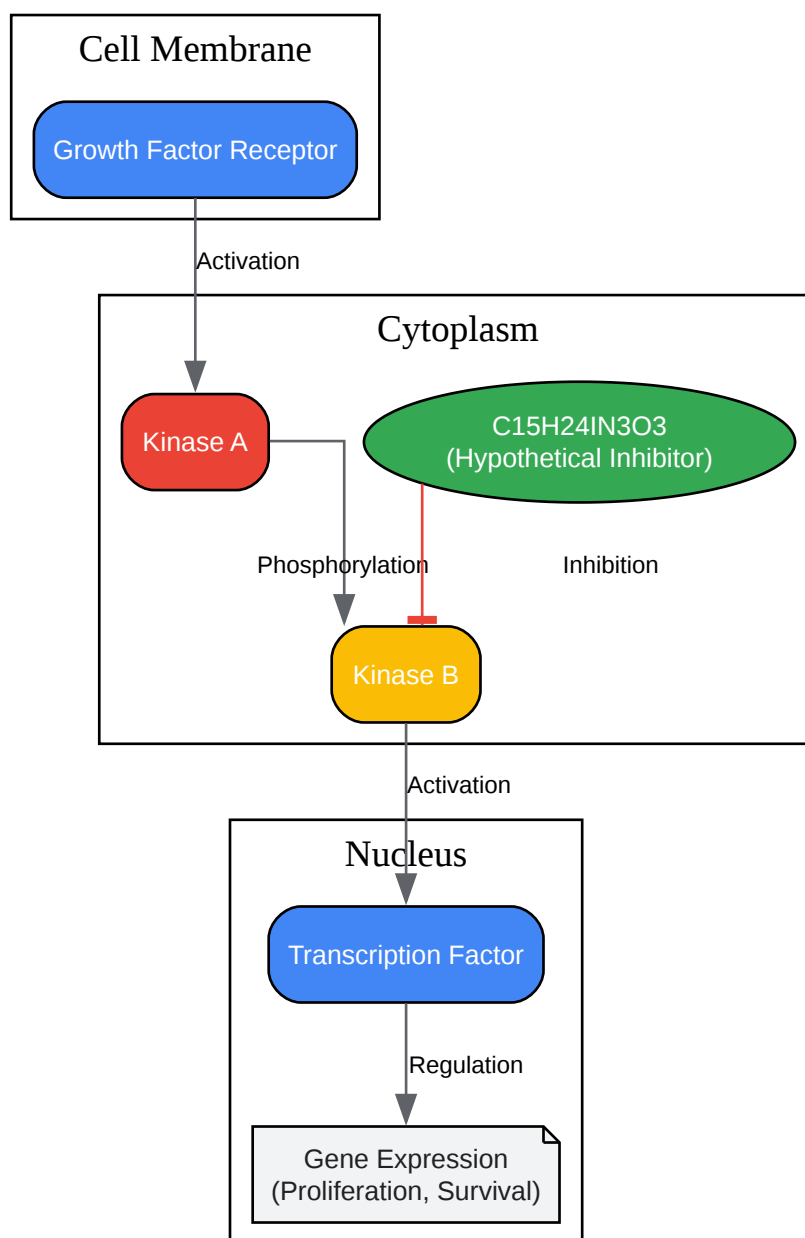 Cell Membrane
Growth Factor Receptor
Activation
Cytoplasm
Kinase A
C15H24IN3O3
(Hypothetical Inhibitor)
Phosphorylation
Inhibition
Kinase B
Activation
Nucleus
Transcription Factor
Regulation
Gene Expression
(Proliferation, Survival)